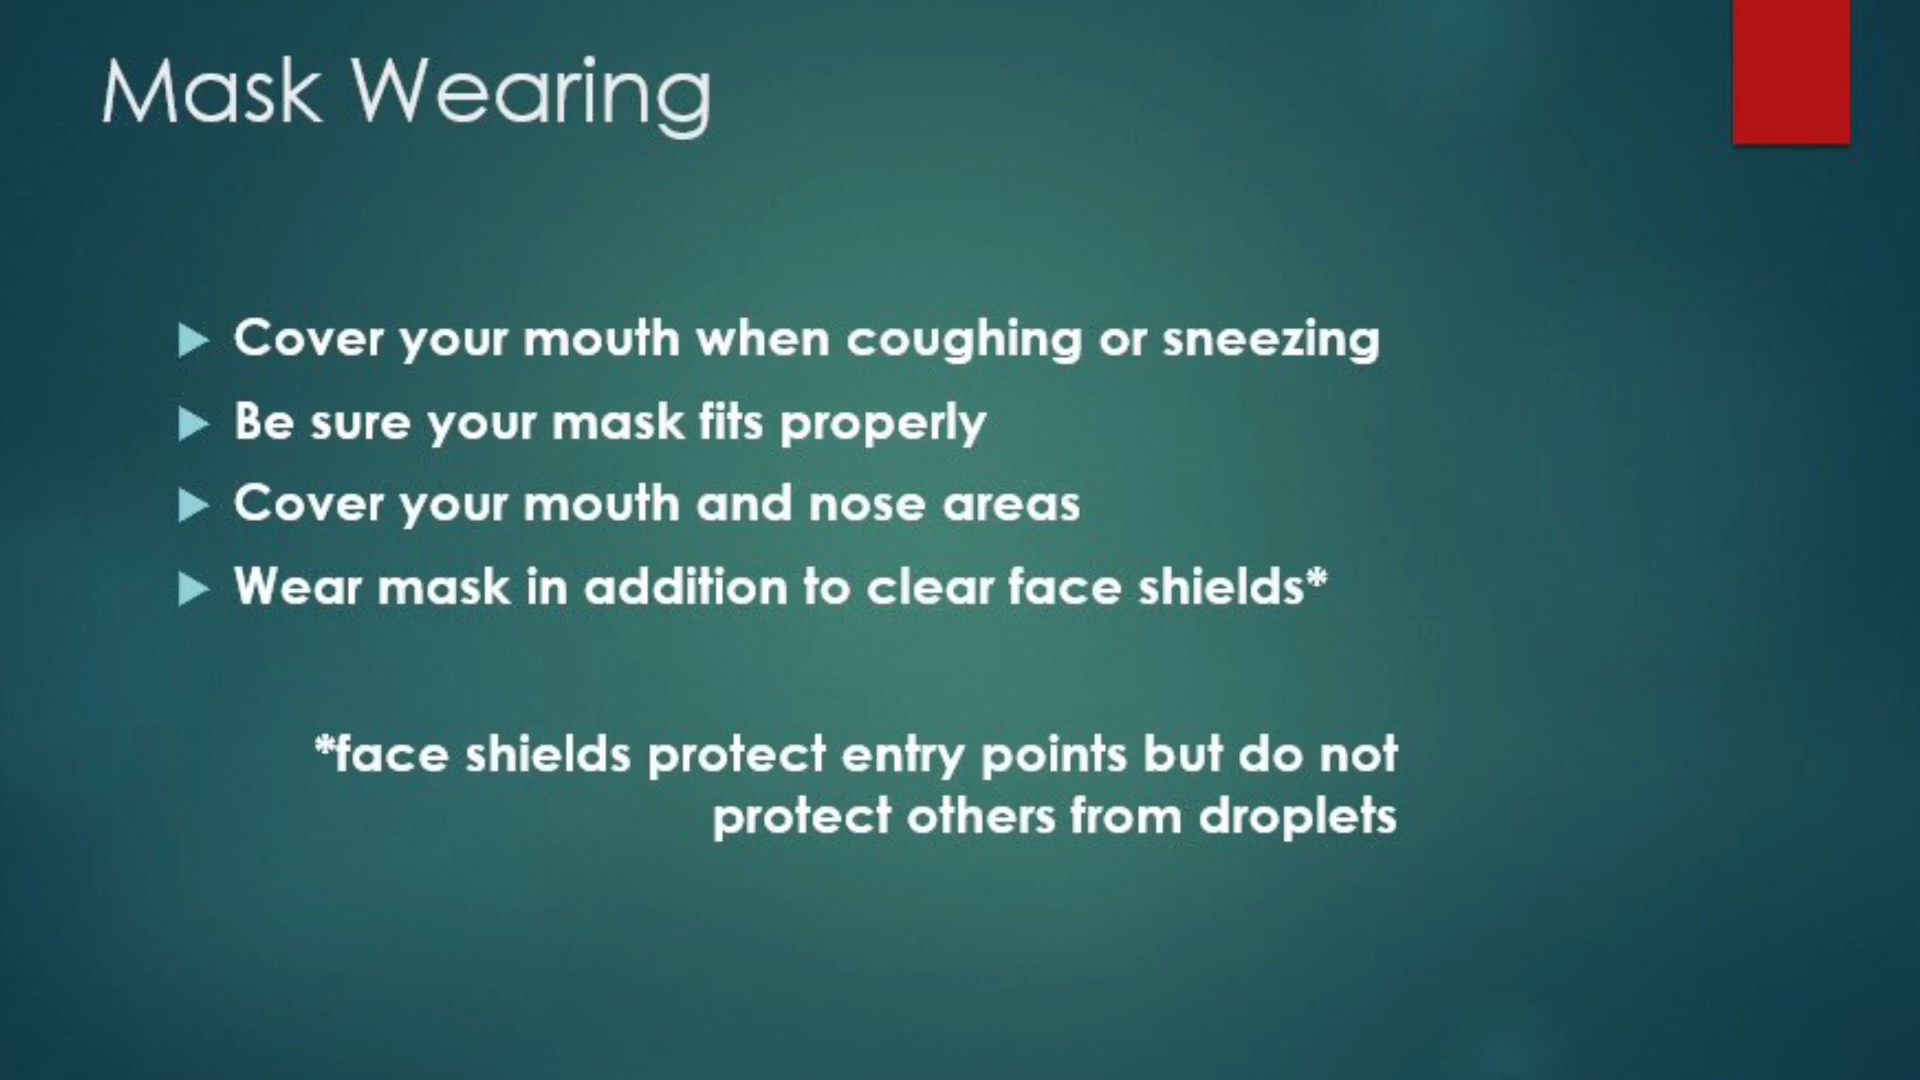 Mask Wearing
Cover your mouth when coughing or sneezing
Be sure your mask fits properly
Cover your mouth and nose areas
Wear mask in addition to clear face shields*
*face shields protect entry points but do not
protect others from droplets